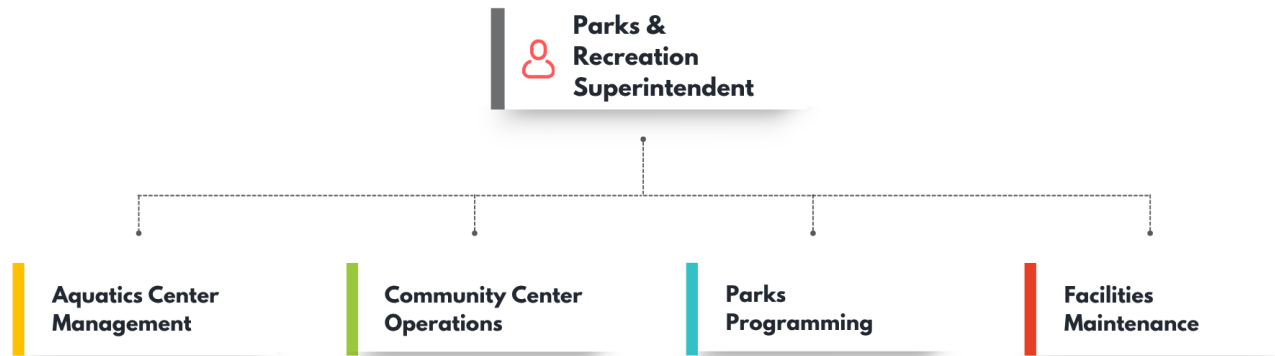 Parks &
Recreation
Superintendent
Aquatics Center
Management
Community Center
Operations
Parks
Programming
Facilities
Maintenance